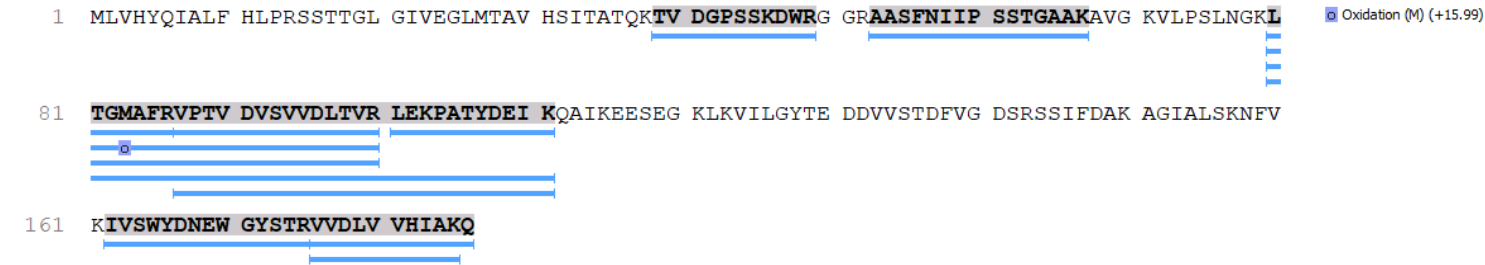 1 MLVHYQIALF HLPRSSTTGL GIVEGLMTAV HSITATQKTV DGPSSKDWRG GRAASFNIIP SSTGAAKAVG KVLPSLNGKL
o Oxidation (M) (+15.99)
81 TGMAFRVPTV DVSVVDLTVR LEKPATYDEI KQAIKEESEG KLKVILGYTE DDVVSTDFVG DSRSSIFDAK AGIALSKNFV
o
161 KIVSWYDNEW GYSTRVVDLV VHIAKQ